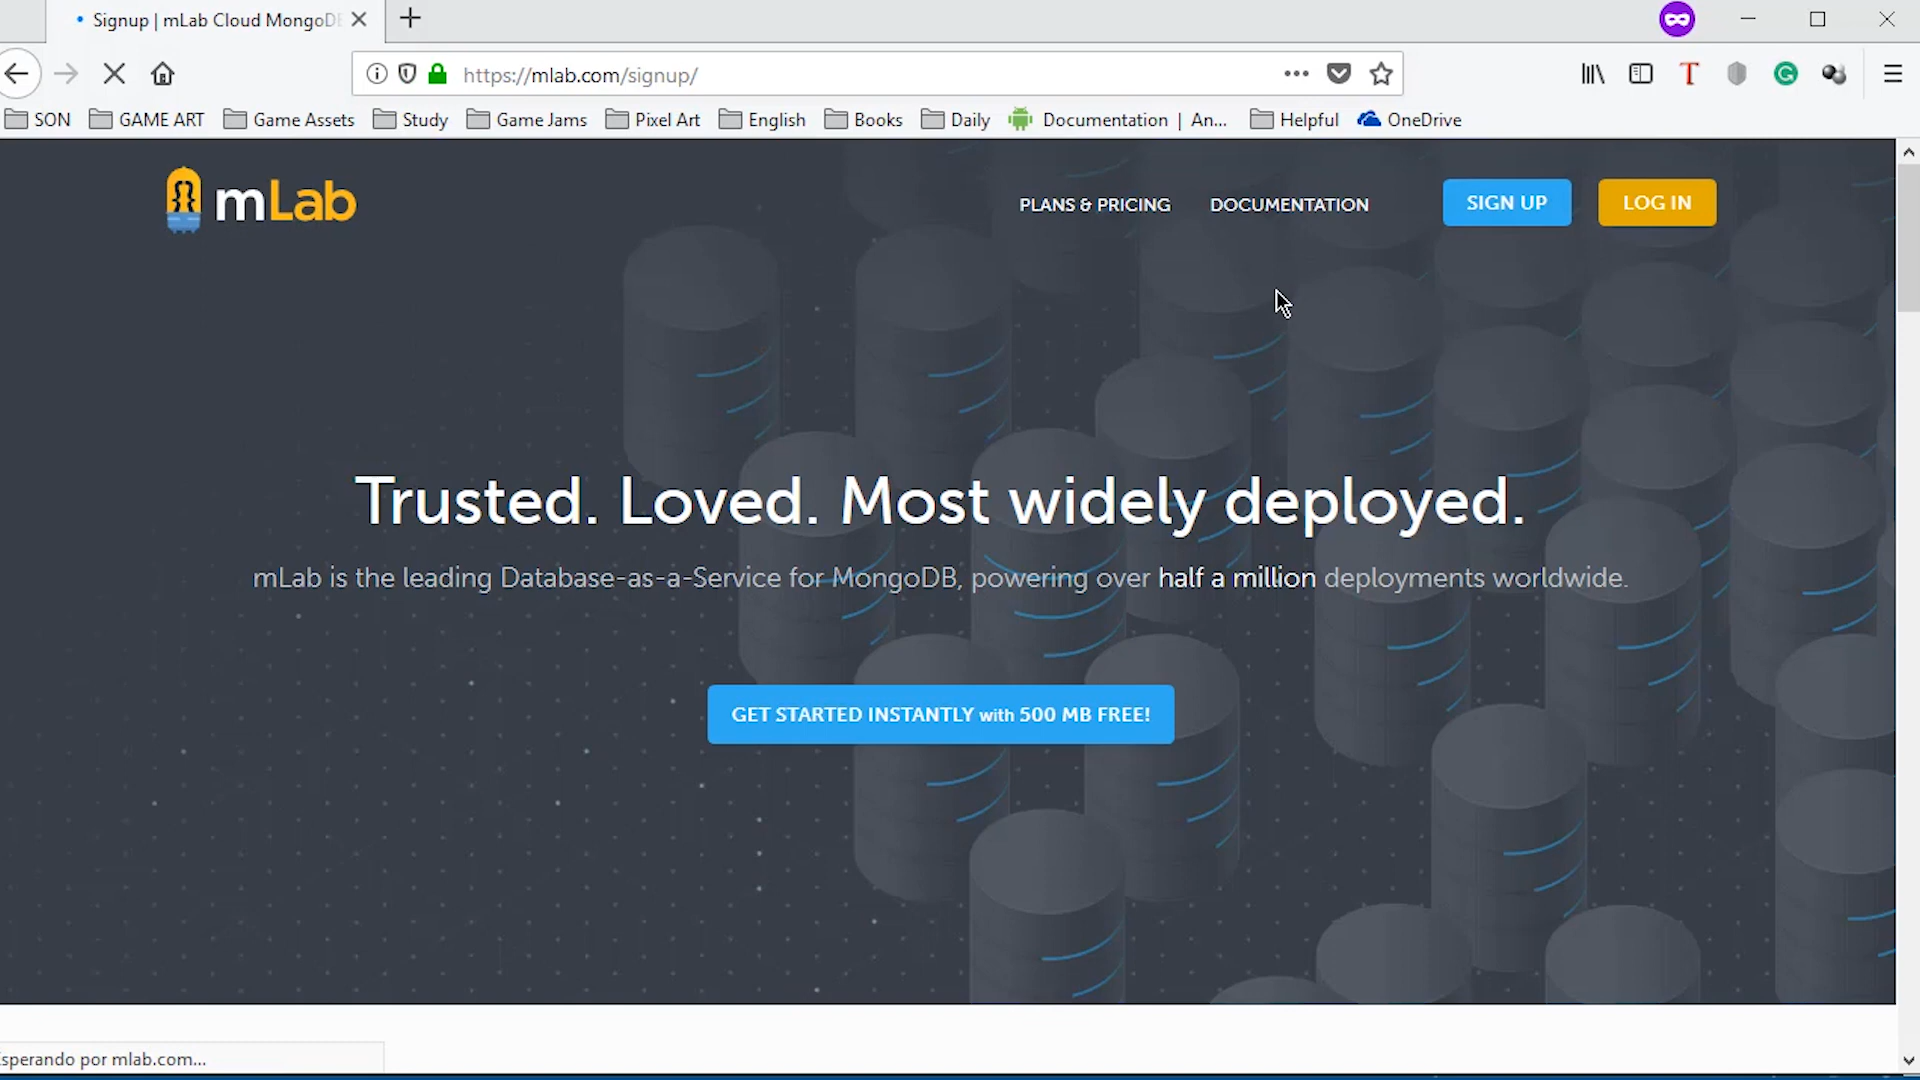 Signup | mLab Cloud MongoDB
https://mlab.com/signup/
SON GAME ART Game Assets Study Game Jams Pixel Art English Books Daily Documentation | An... Helpful OneDrive
mLab
PLANS & PRICING DOCUMENTATION SIGN UP LOG IN
Trusted. Loved. Most widely deployed.
mLab is the leading Database-as-a-Service for MongoDB, powering over half a million deployments worldwide.
GET STARTED INSTANTLY with 500 MB FREE!
sperando por mlab.com...